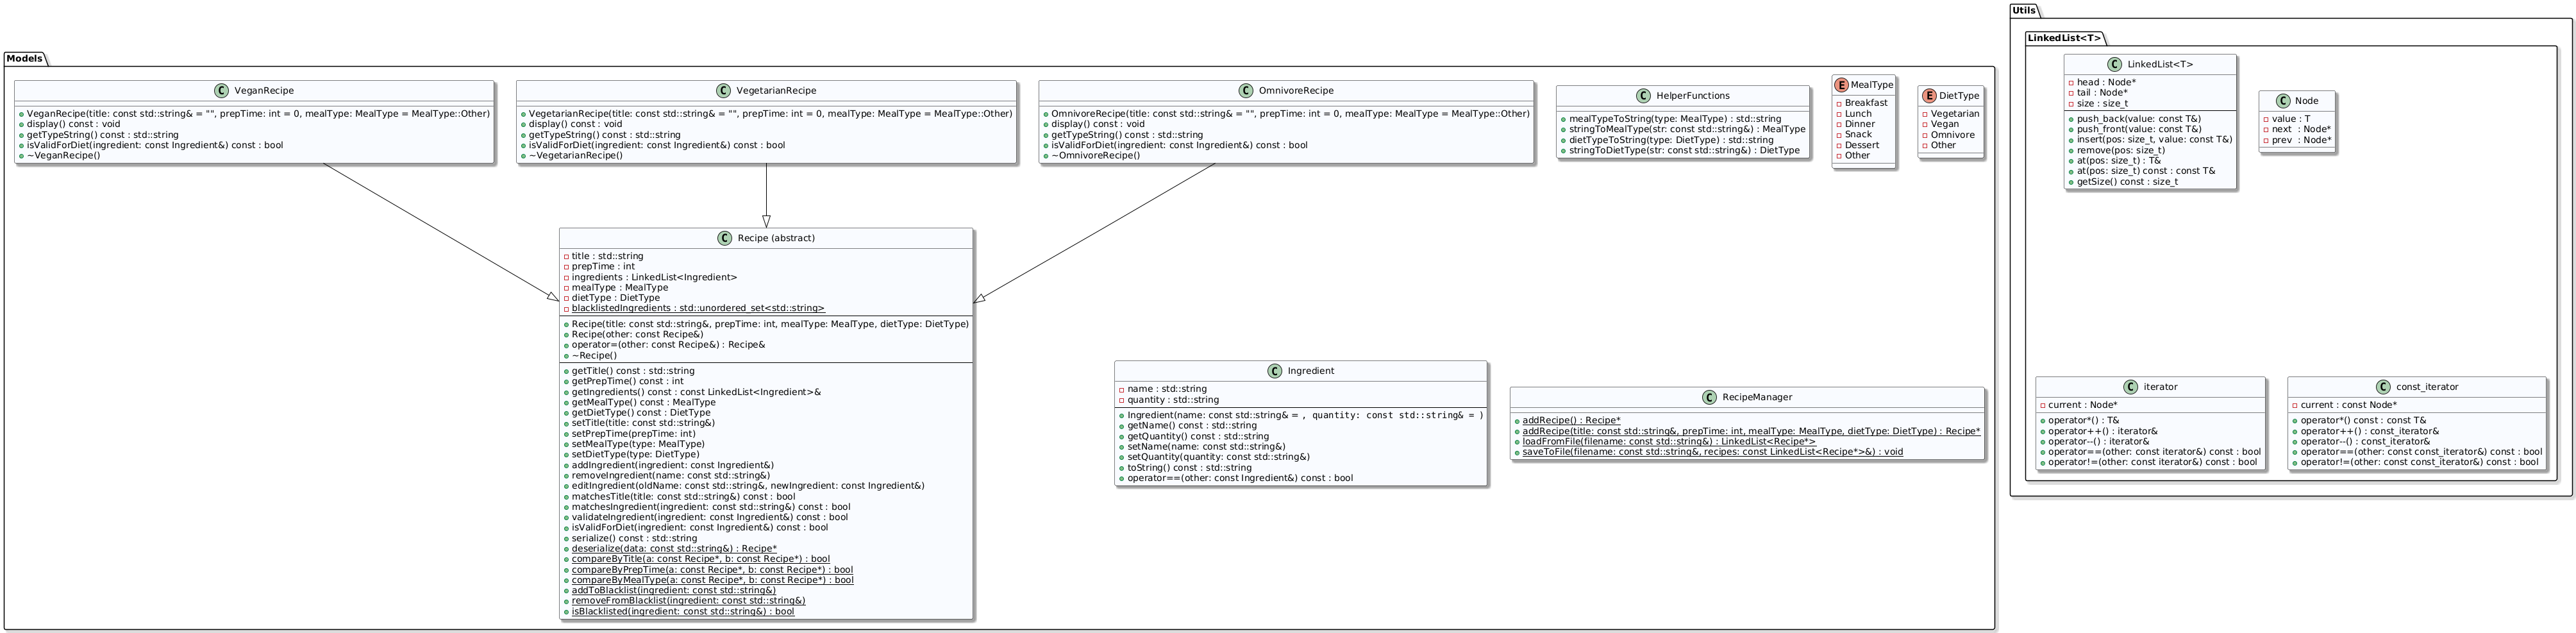 Models
VeganRecipe
VeganRecipe(title: const std::string& = "", prepTime: int = 0, mealType: MealType = MealType::Other)
display() const : void
getTypeString() const : std::string
isValidForDiet(ingredient: const Ingredient&) const : bool
~VeganRecipe()
VegetarianRecipe
VegetarianRecipe(title: const std::string& = "", prepTime: int = 0, mealType: MealType = MealType::Other)
display() const : void
getTypeString() const : std::string
isValidForDiet(ingredient: const Ingredient&) const : bool
~VegetarianRecipe()
OmnivoreRecipe
OmnivoreRecipe(title: const std::string& = "", prepTime: int = 0, mealType: MealType = MealType::Other)
display() const : void
getTypeString() const : std::string
isValidForDiet(ingredient: const Ingredient&) const : bool
~OmnivoreRecipe()
HelperFunctions
mealTypeToString(type: MealType) : std::string
stringToMealType(str: const std::string&) : MealType
dietTypeToString(type: DietType) : std::string
stringToDietType(str: const std::string&) : DietType
MealType
Breakfast
Lunch
Dinner
Snack
Dessert
Other
DietType
Vegetarian
Vegan
Omnivore
Other
Recipe (abstract)
title : std::string
prepTime : int
ingredients : LinkedList<Ingredient>
mealType : MealType
dietType : DietType
blacklistedIngredients : std::unordered_set<std::string>
Recipe(title: const std::string&, prepTime: int, mealType: MealType, dietType: DietType)
Recipe(other: const Recipe&)
operator=(other: const Recipe&) : Recipe&
~Recipe()
getTitle() const : std::string
getPrepTime() const : int
getIngredients() const : const LinkedList<Ingredient>&
getMealType() const : MealType
getDietType() const : DietType
setTitle(title: const std::string&)
setPrepTime(prepTime: int)
setMealType(type: MealType)
setDietType(type: DietType)
addIngredient(ingredient: const Ingredient&)
removeIngredient(name: const std::string&)
editIngredient(oldName: const std::string&, newIngredient: const Ingredient&)
matchesTitle(title: const std::string&) const : bool
matchesIngredient(ingredient: const std::string&) const : bool
validateIngredient(ingredient: const Ingredient&) const : bool
isValidForDiet(ingredient: const Ingredient&) const : bool
serialize() const : std::string
deserialize(data: const std::string&) : Recipe*
compareByTitle(a: const Recipe*, b: const Recipe*) : bool
compareByPrepTime(a: const Recipe*, b: const Recipe*) : bool
compareByMealType(a: const Recipe*, b: const Recipe*) : bool
addToBlacklist(ingredient: const std::string&)
removeFromBlacklist(ingredient: const std::string&)
isBlacklisted(ingredient: const std::string&) : bool
Ingredient
name : std::string
quantity : std::string
Ingredient(name: const std::string& = , quantity: const std::string& = )
getName() const : std::string
getQuantity() const : std::string
setName(name: const std::string&)
setQuantity(quantity: const std::string&)
toString() const : std::string
operator==(other: const Ingredient&) const : bool
RecipeManager
addRecipe() : Recipe*
addRecipe(title: const std::string&, prepTime: int, mealType: MealType, dietType: DietType) : Recipe*
loadFromFile(filename: const std::string&) : LinkedList<Recipe*>
saveToFile(filename: const std::string&, recipes: const LinkedList<Recipe*>&) : void
Utils
LinkedList<T>
LinkedList<T>
head : Node*
tail : Node*
size : size_t
push_back(value: const T&)
push_front(value: const T&)
insert(pos: size_t, value: const T&)
remove(pos: size_t)
at(pos: size_t) : T&
at(pos: size_t) const : const T&
getSize() const : size_t
Node
value : T
next : Node*
prev : Node*
iterator
current : Node*
operator*() : T&
operator++() : iterator&
operator--() : iterator&
operator==(other: const iterator&) const : bool
operator!=(other: const iterator&) const : bool
const_iterator
current : const Node*
operator*() const : const T&
operator++() : const_iterator&
operator--() : const_iterator&
operator==(other: const const_iterator&) const : bool
operator!=(other: const const_iterator&) const : bool